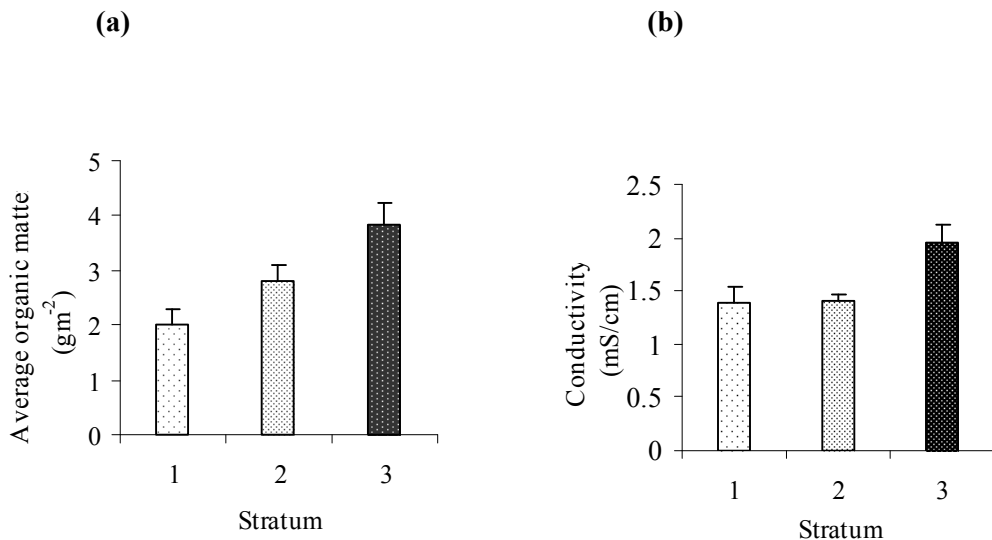 (a)
(b)
Average organic matte
(gm-2)
5
4
3
2
1
0
1 2 3
Stratum
Conductivity
(mS/cm)
2.5
2
1.5
1
0.5
0
1 2 3
Stratum